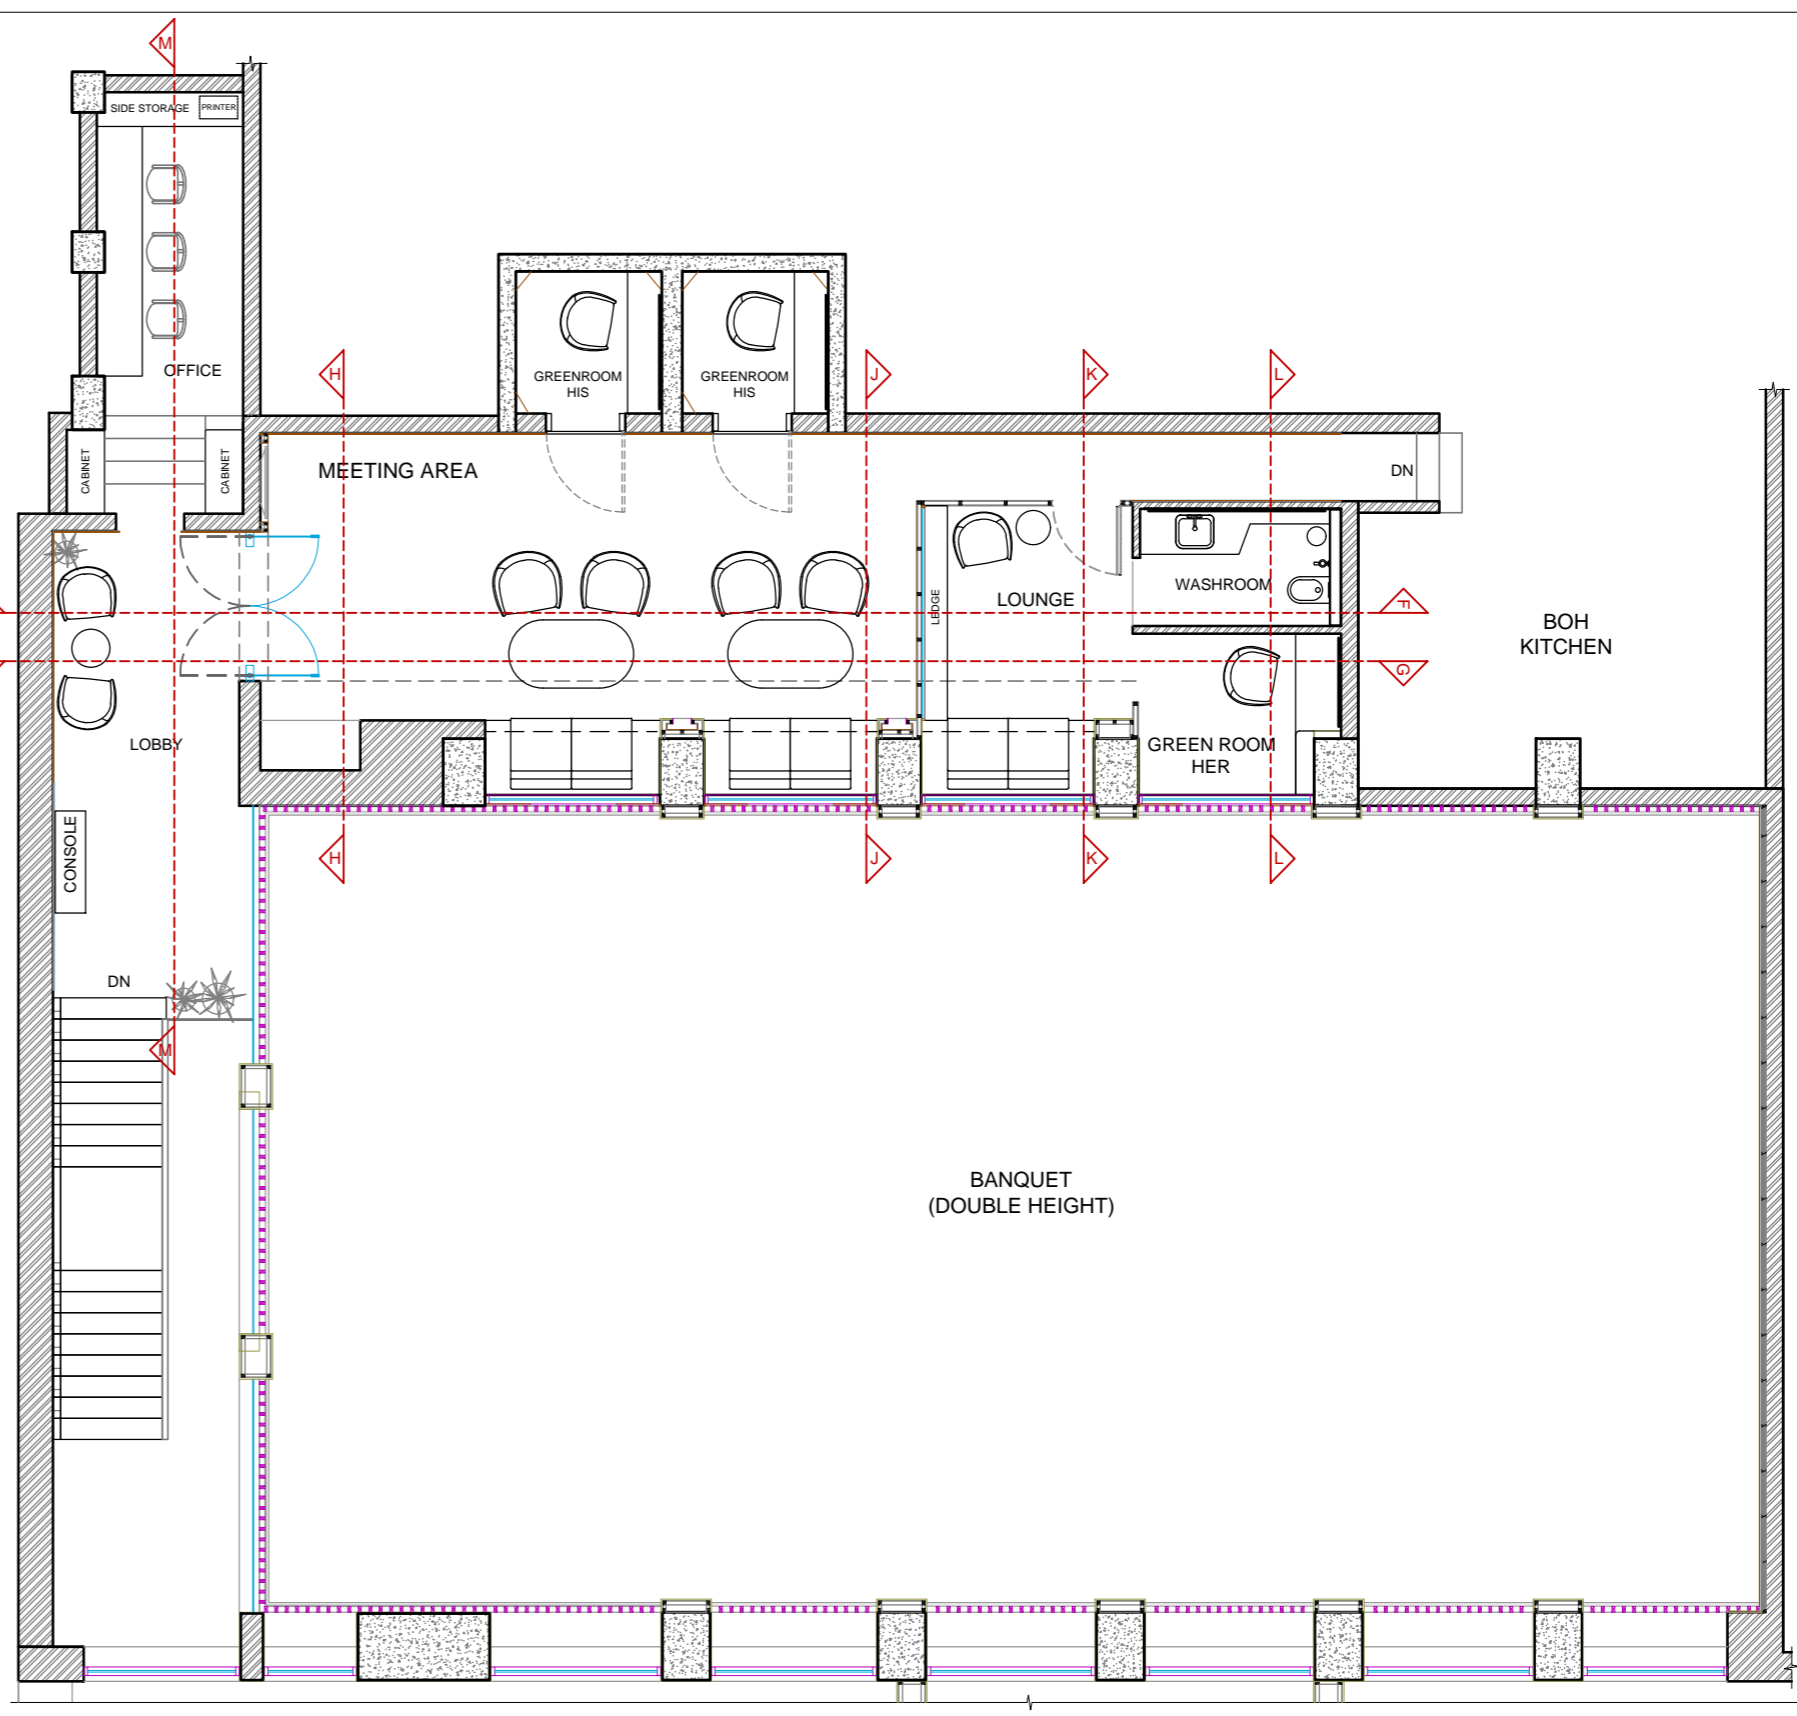 M
SIDE STORAGE
PRINTER
OFFICE
GREENROOM
HIS
GREENROOM
HIS
H
J
K
L
CABINET
CABINET
MEETING AREA
DN
LEDGE
LOUNGE
WASHROOM
F
BOH
KITCHEN
G
LOBBY
GREEN ROOM
HER
CONSOLE
H
J
K
L
DN
M
BANQUET
(DOUBLE HEIGHT)